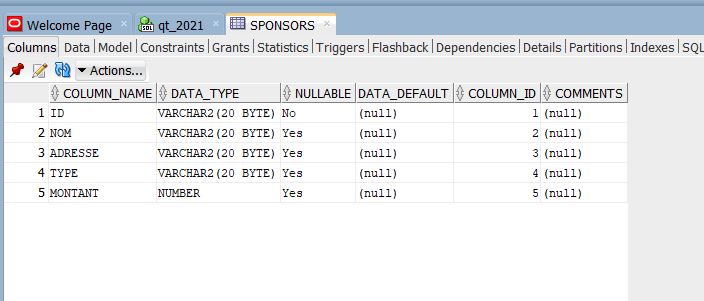 Welcome Page × qt_2021 × SPONSORS ×
Columns Data Model Constraints Grants Statistics Triggers Flashback Dependencies Details Partitions Indexes SQL
Actions...
COLUMN_NAME DATA_TYPE NULLABLE DATA_DEFAULT COLUMN_ID COMMENTS
1 ID VARCHAR2(20 BYTE) No (null) 1 (null)
2 NOM VARCHAR2(20 BYTE) Yes (null) 2 (null)
3 ADRESSE VARCHAR2(20 BYTE) Yes (null) 3 (null)
4 TYPE VARCHAR2(20 BYTE) Yes (null) 4 (null)
5 MONTANT NUMBER Yes (null) 5 (null)